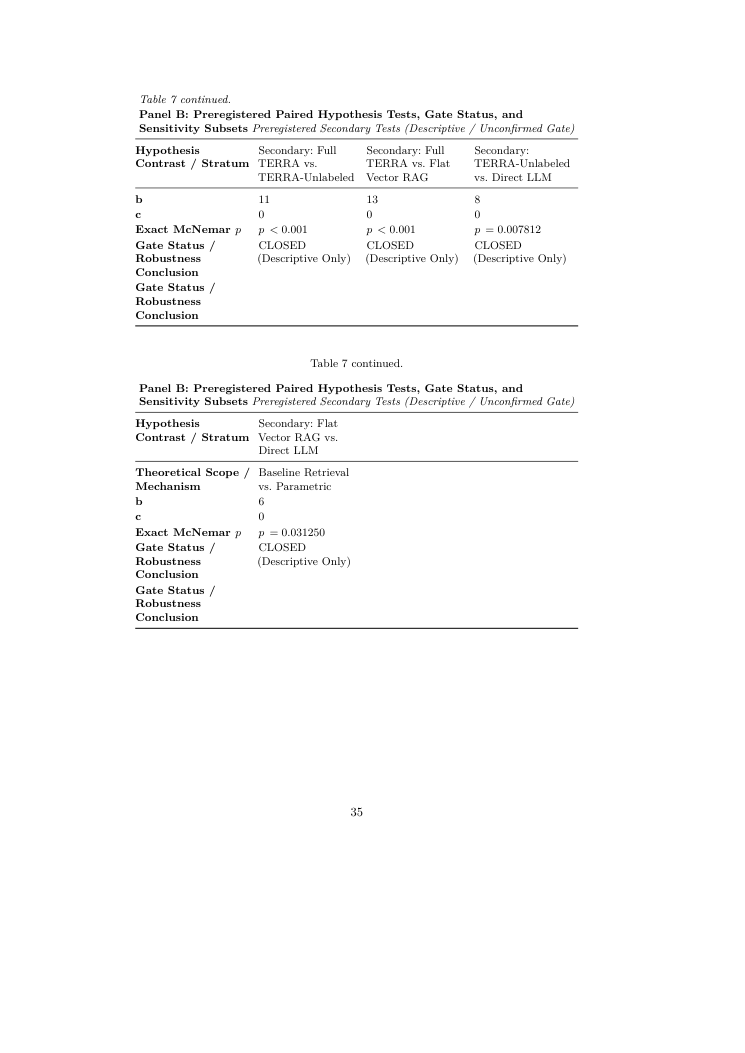 Table 7 continued.
Panel B: Preregistered Paired Hypothesis Tests, Gate Status, and
Sensitivity Subsets Preregistered Secondary Tests (Descriptive / Unconfirmed Gate)
Hypothesis Secondary: Full Secondary: Full Secondary:
Contrast / Stratum TERRA vs. TERRA vs. Flat TERRA-Unlabeled
TERRA-Unlabeled Vector RAG vs. Direct LLM
b 11 13 8
c 0 0 0
Exact McNemar p p < 0.001 p < 0.001 p = 0.007812
Gate Status / CLOSED CLOSED CLOSED
Robustness (Descriptive Only) (Descriptive Only) (Descriptive Only)
Conclusion
Gate Status /
Robustness
Conclusion
Table 7 continued.
Panel B: Preregistered Paired Hypothesis Tests, Gate Status, and
Sensitivity Subsets Preregistered Secondary Tests (Descriptive / Unconfirmed Gate)
Hypothesis Secondary: Flat
Contrast / Stratum Vector RAG vs.
Direct LLM
Theoretical Scope / Baseline Retrieval
Mechanism vs. Parametric
b 6
c 0
Exact McNemar p p = 0.031250
Gate Status / CLOSED
Robustness (Descriptive Only)
Conclusion
Gate Status /
Robustness
Conclusion
35